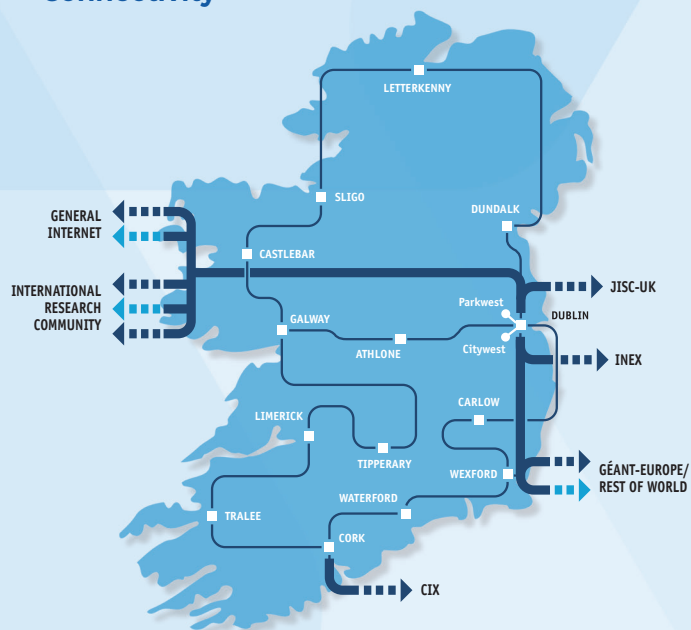 LETTERKENNY
SLIGO
DUNDALK
GENERAL
INTERNET
CASTLEBAR
INTERNATIONAL
RESEARCH
COMMUNITY
JISC-UK
Parkwest
DUBLIN
GALWAY
Citywest
ATHLONE
INEX
CARLOW
LIMERICK
TIPPERARY
WEXFORD
GÉANT-EUROPE/
REST OF WORLD
WATERFORD
TRALEE
CORK
CIX